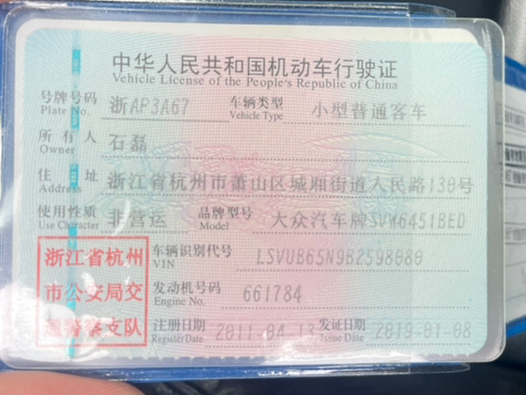 中华人民共和国机动车行驶证
Vehicle License of the People's Republic of China
号牌号码 浙AP3A67 车辆类型 小型普通客车
Plate No. Vehicle Type
所有人 石磊
Owner
住址 浙江省杭州市萧山区城厢街道人民路138号
Address
使用性质 非营运 品牌型号 大众汽车牌SVW6451BED
Use Character Model
浙江省杭州 车辆识别代号 LSVUB65N9B2598080
VIN
市公安局交 发动机号码 661784
Engine No.
通警察支队 注册日期 2011-04-13 发证日期 2019-01-08
Register Date Issue Date